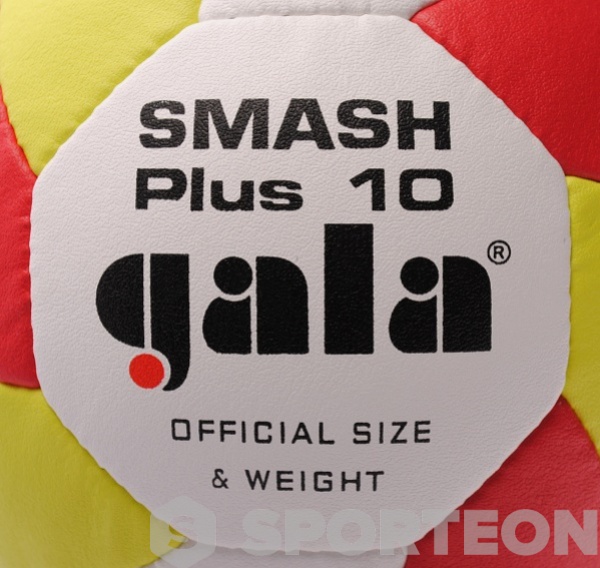 SMASH
Plus 10
gala®
OFFICIAL SIZE
& WEIGHT
SPORTEON